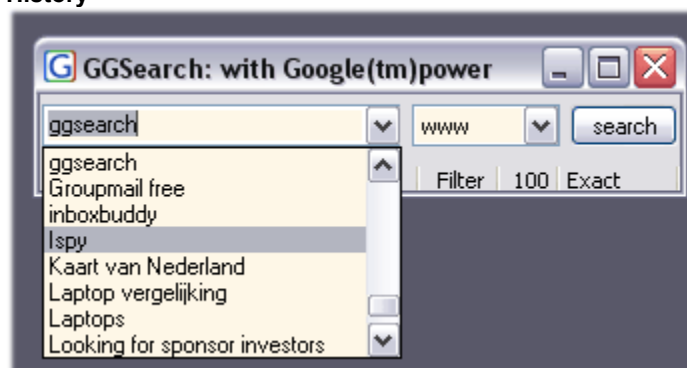 History
GGSearch: with Google(tm)power
ggsearch www search
Filter 100 Exact
ggsearch
Groupmail free
inboxbuddy
Ispy
Kaart van Nederland
Laptop vergelijking
Laptops
Looking for sponsor investors